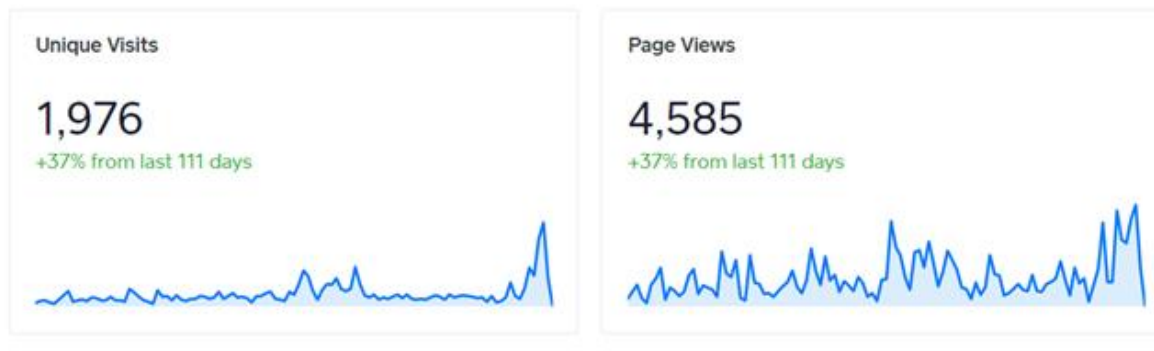 Unique Visits
1,976
+37% from last 111 days
Page Views
4,585
+37% from last 111 days